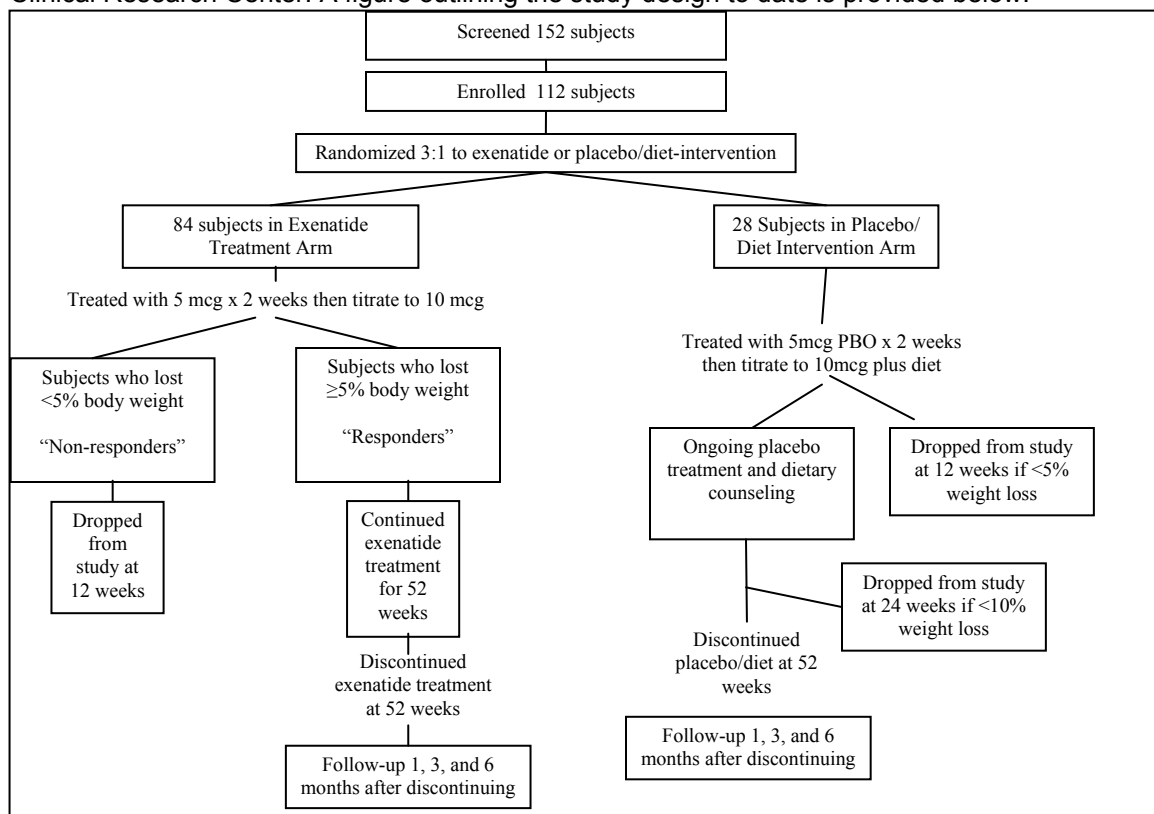 Clinical Research Center. A figure outlining the study design to date is provided below.
Screened 152 subjects
Enrolled 112 subjects
Randomized 3:1 to exenatide or placebo/diet-intervention
84 subjects in Exenatide
Treatment Arm
28 Subjects in Placebo/
Diet Intervention Arm
Treated with 5 mcg x 2 weeks then titrate to 10 mcg
Treated with 5mcg PBO x 2 weeks
then titrate to 10mcg plus diet
Subjects who lost
<5% body weight
“Non-responders”
Subjects who lost
≥5% body weight
“Responders”
Ongoing placebo
treatment and dietary
counseling
Dropped from study
at 12 weeks if <5%
weight loss
Dropped
from
study at
12 weeks
Continued
exenatide
treatment
for 52
weeks
Dropped from study
at 24 weeks if <10%
weight loss
Discontinued
exenatide treatment
at 52 weeks
Discontinued
placebo/diet at 52
weeks
Follow-up 1, 3, and 6
months after discontinuing
Follow-up 1, 3, and 6
months after discontinuing